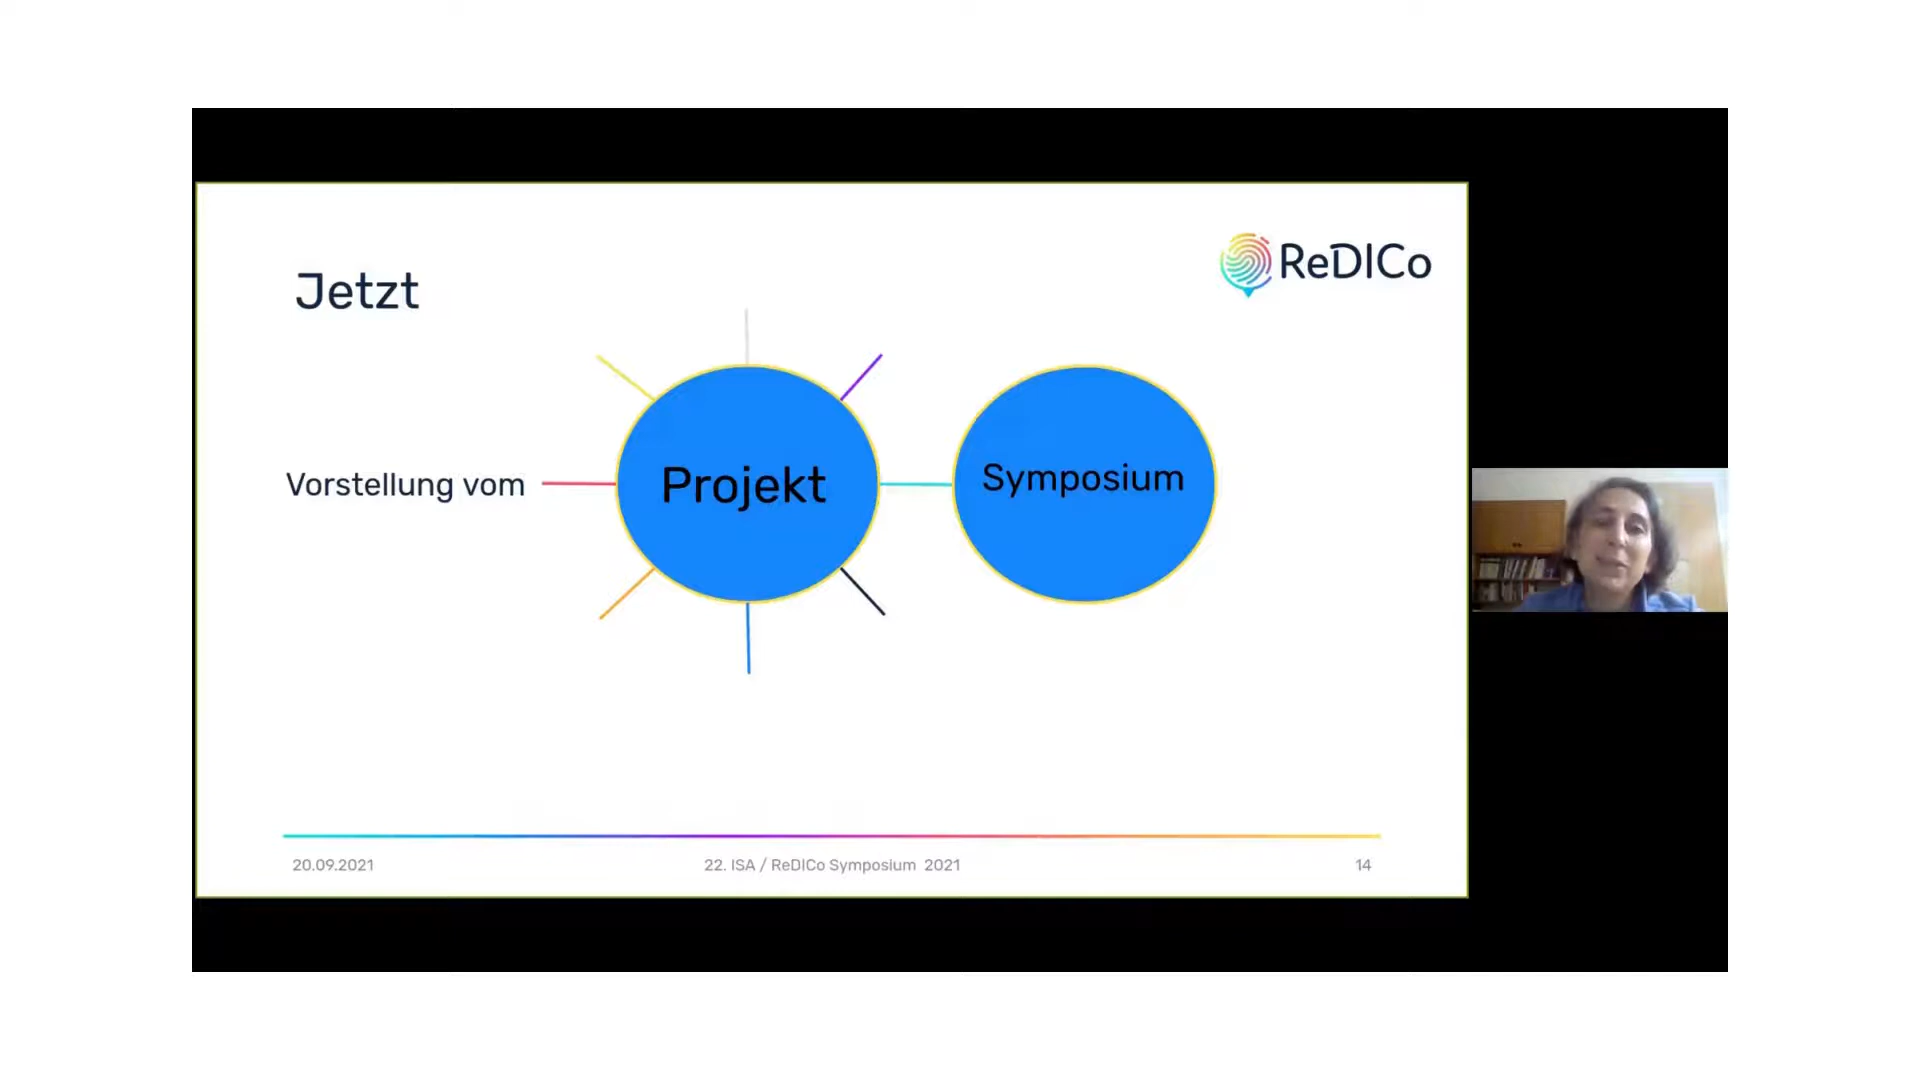 ReDICo
Jetzt
Vorstellung vom
Projekt
Symposium
20.09.2021
22. ISA / ReDICo Symposium 2021
14